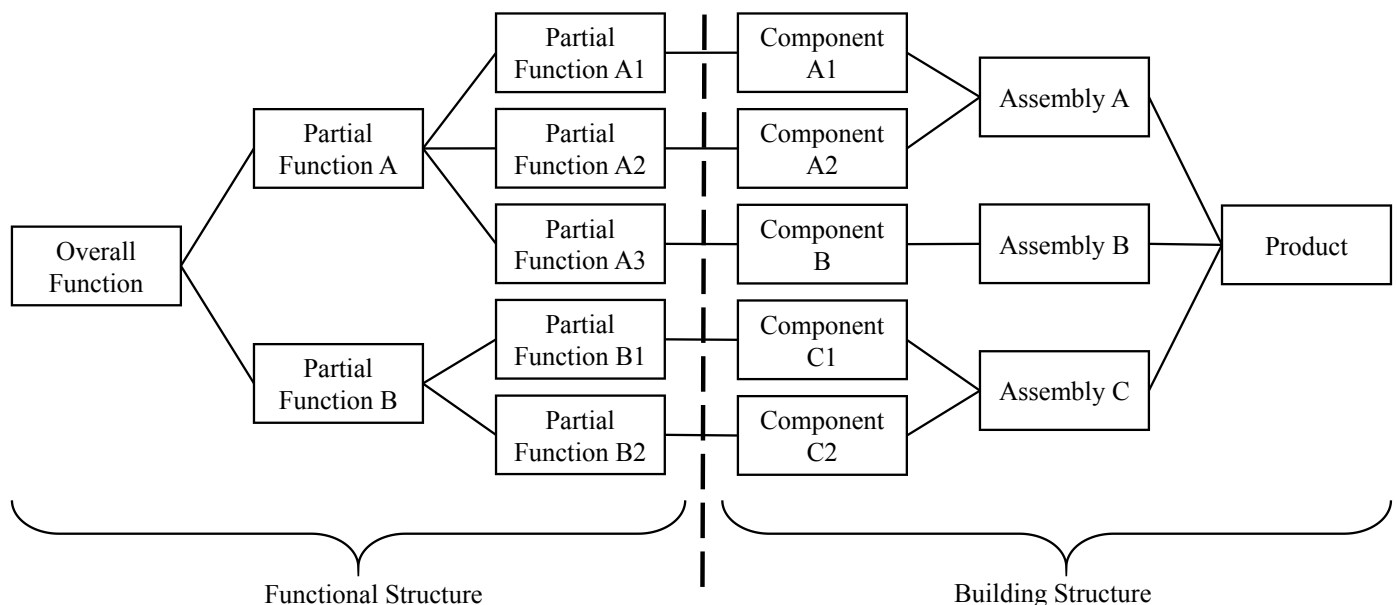 Overall
Function
Partial
Function A
Partial
Function B
Partial
Function A1
Partial
Function A2
Partial
Function A3
Partial
Function B1
Partial
Function B2
Component
A1
Component
A2
Component
B
Component
C1
Component
C2
Assembly A
Assembly B
Assembly C
Product
Functional Structure
Building Structure